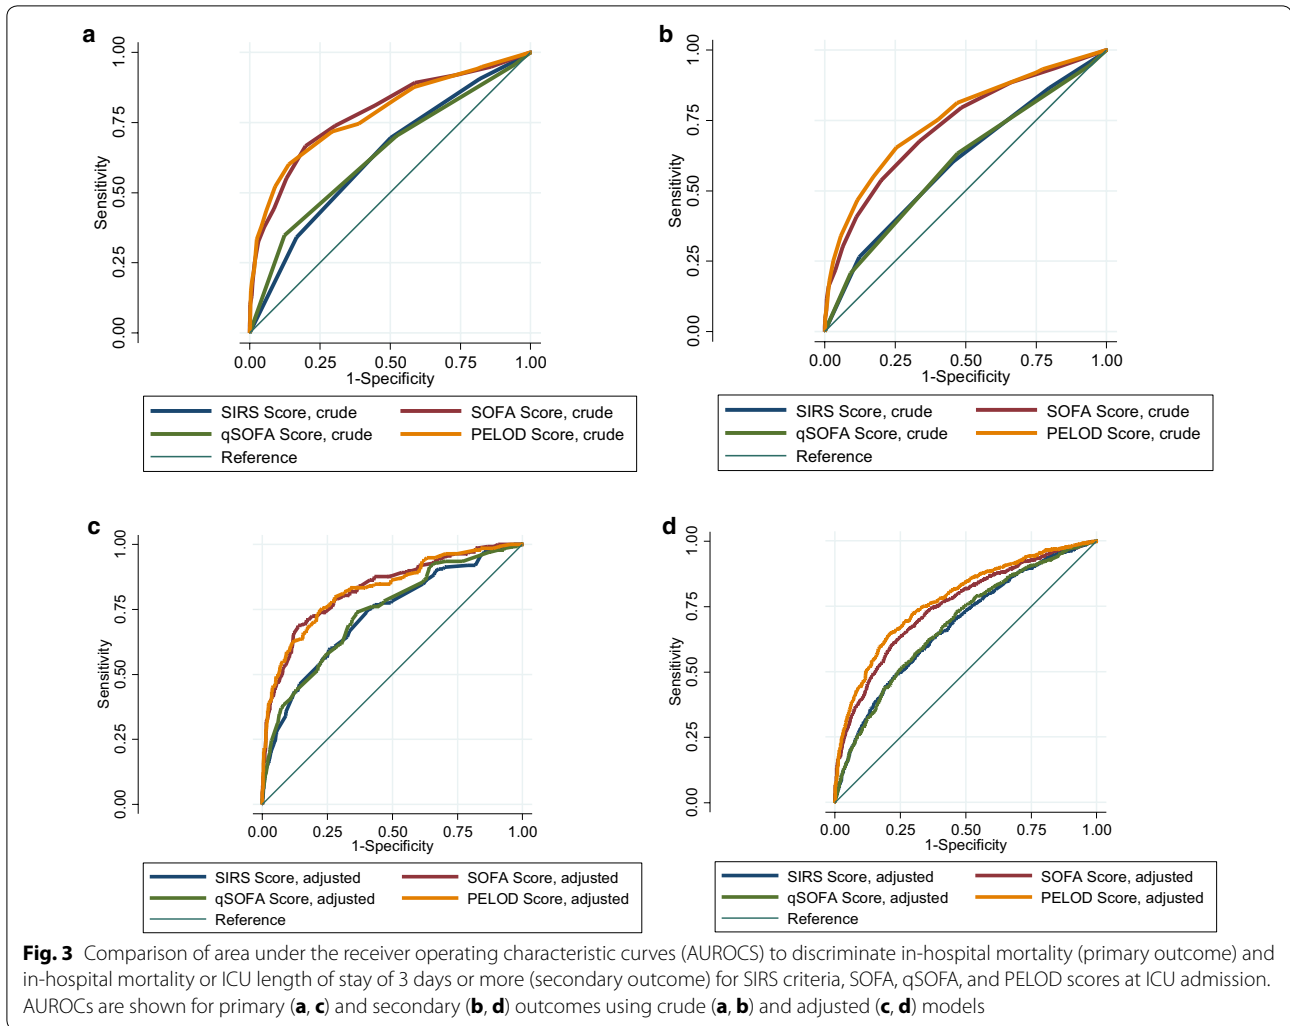 a
1.00
0.75
0.50
0.25
0.00
Sensitivity
0.00 0.25 0.50 0.75 1.00
1-Specificity
SIRS Score, crude SOFA Score, crude
qSOFA Score, crude PELOD Score, crude
Reference
b
1.00
0.75
0.50
0.25
0.00
Sensitivity
0.00 0.25 0.50 0.75 1.00
1-Specificity
SIRS Score, crude SOFA Score, crude
qSOFA Score, crude PELOD Score, crude
Reference
c
1.00
0.75
0.50
0.25
0.00
Sensitivity
0.00 0.25 0.50 0.75 1.00
1-Specificity
SIRS Score, adjusted SOFA Score, adjusted
qSOFA Score, adjusted PELOD Score, adjusted
Reference
d
1.00
0.75
0.50
0.25
0.00
Sensitivity
0.00 0.25 0.50 0.75 1.00
1-Specificity
SIRS Score, adjusted SOFA Score, adjusted
qSOFA Score, adjusted PELOD Score, adjusted
Reference
Fig. 3 Comparison of area under the receiver operating characteristic curves (AUROCS) to discriminate in-hospital mortality (primary outcome) and
in-hospital mortality or ICU length of stay of 3 days or more (secondary outcome) for SIRS criteria, SOFA, qSOFA, and PELOD scores at ICU admission.
AUROCs are shown for primary (a, c) and secondary (b, d) outcomes using crude (a, b) and adjusted (c, d) models